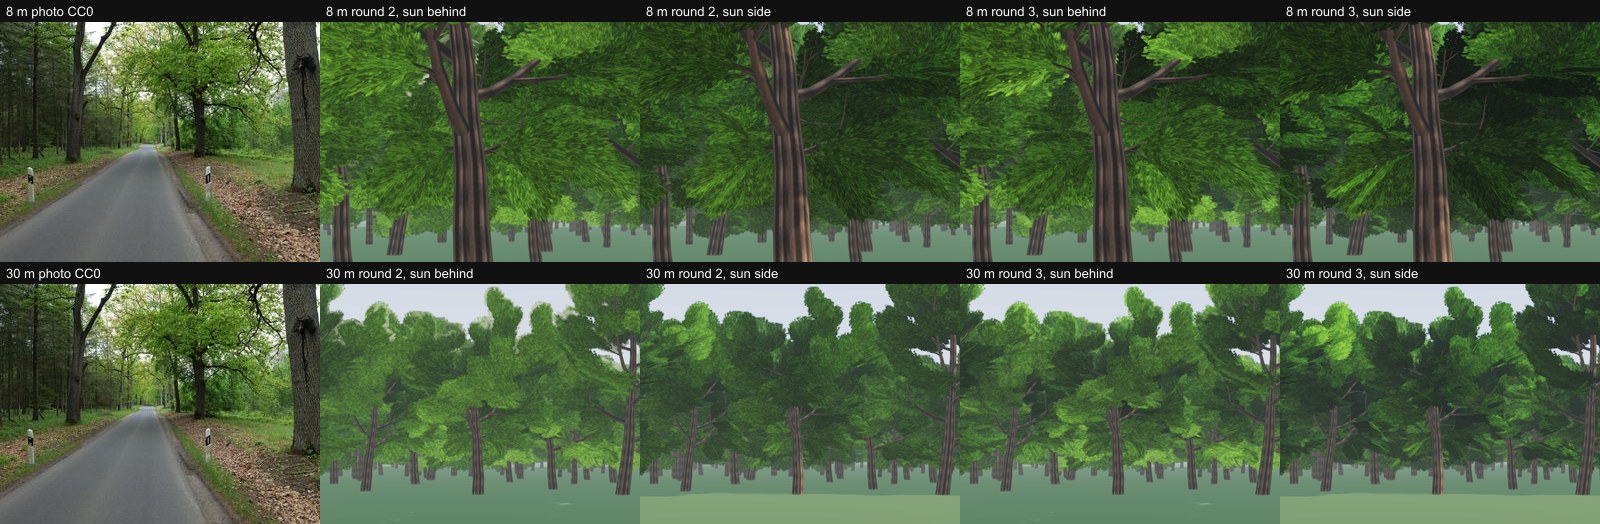 8 m photo CC0
8 m round 2, sun behind
8 m round 2, sun side
8 m round 3, sun behind
8 m round 3, sun side
30 m photo CC0
30 m round 2, sun behind
30 m round 2, sun side
30 m round 3, sun behind
30 m round 3, sun side